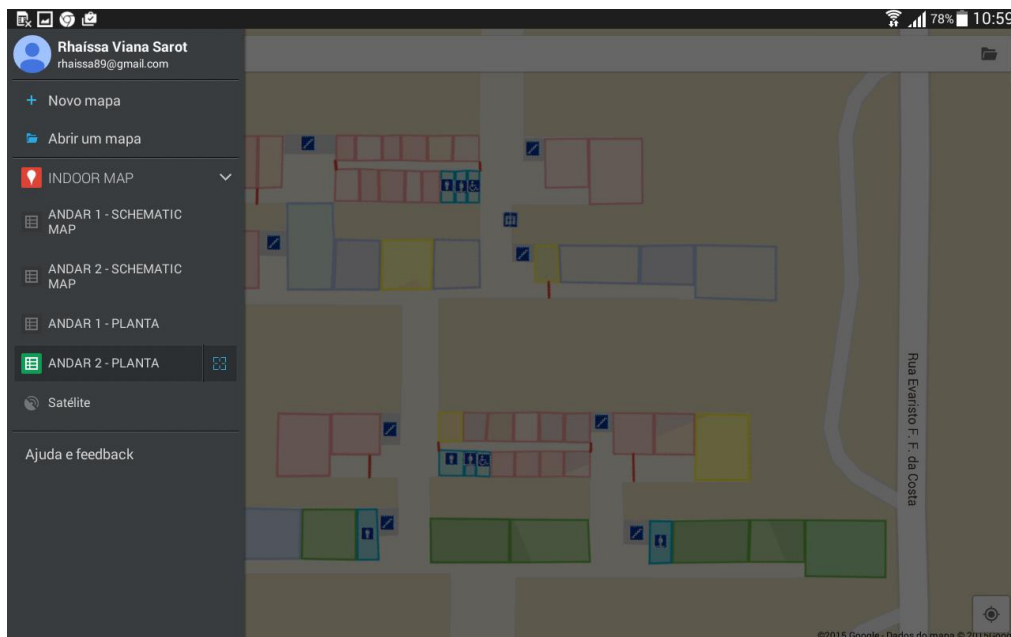 78% 10:59
Rhaíssa Viana Sarot
rhaissa89@gmail.com
+ Novo mapa
Abrir um mapa
INDOOR MAP
ANDAR 1 - SCHEMATIC
MAP
ANDAR 2 - SCHEMATIC
MAP
ANDAR 1 - PLANTA
ANDAR 2 - PLANTA
Satélite
Ajuda e feedback
Rua Evaristo F. F. da Costa
©2015 Google - Dados do mapa © 2015 Goog